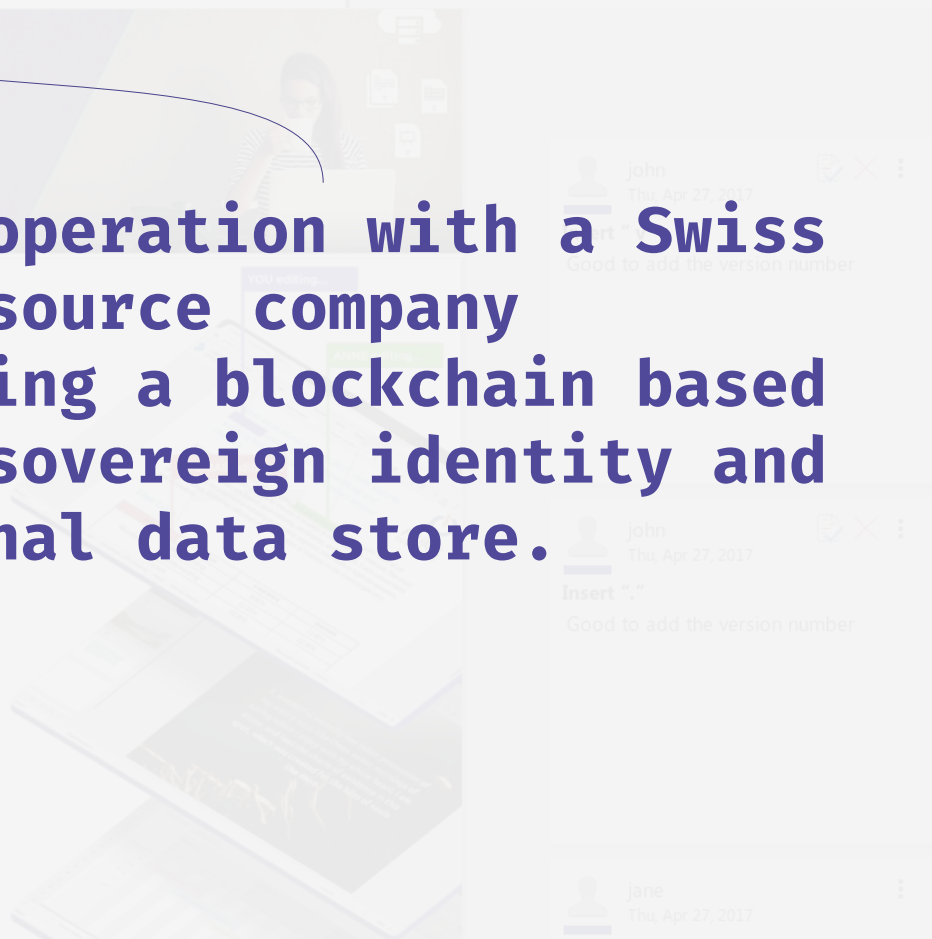 operation with a Swiss
source company
ing a blockchain based
sovereign identity and
nal data store.
john
Thu, Apr 27, 2017
Good to add the version number
YOU editing...
john
Thu, Apr 27, 2017
Insert "."
Good to add the version number
jane
Thu, Apr 27, 2017